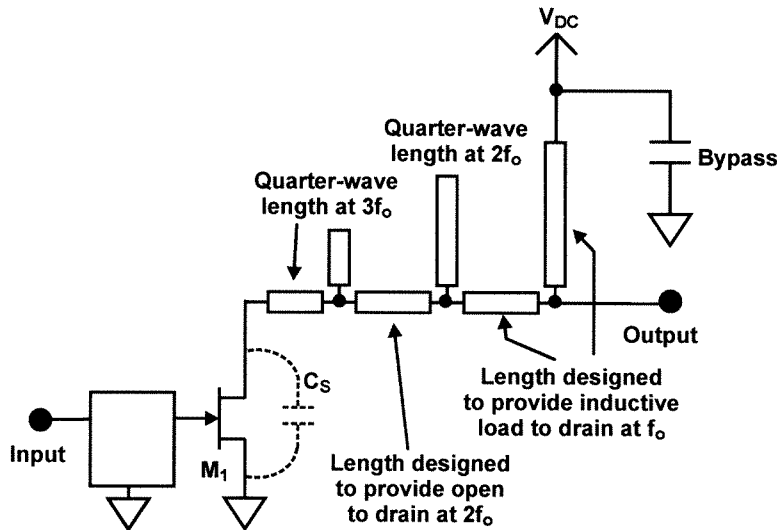 V_DC
Quarter-wave
length at 2f_o
Bypass
Quarter-wave
length at 3f_o
Output
C_S
Length designed
to provide inductive
load to drain at f_o
Input
M_1
Length designed
to provide open
to drain at 2f_o